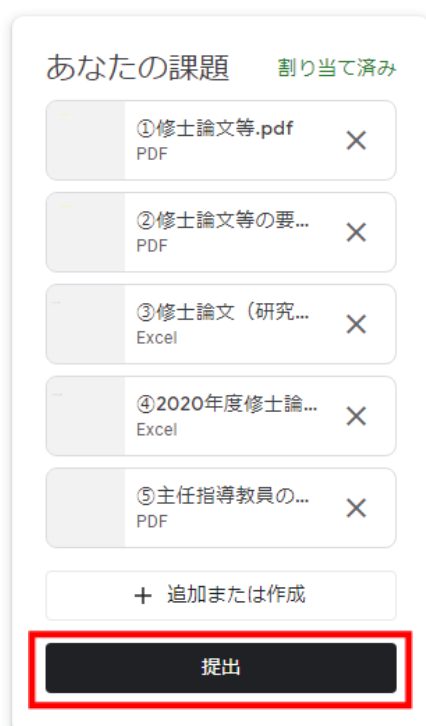 あなたの課題 割り当て済み
①修士論文等.pdf
PDF
②修士論文等の要...
PDF
③修士論文（研究...
Excel
④2020年度修士論...
Excel
⑤主任指導教員の...
PDF
+ 追加または作成
提出